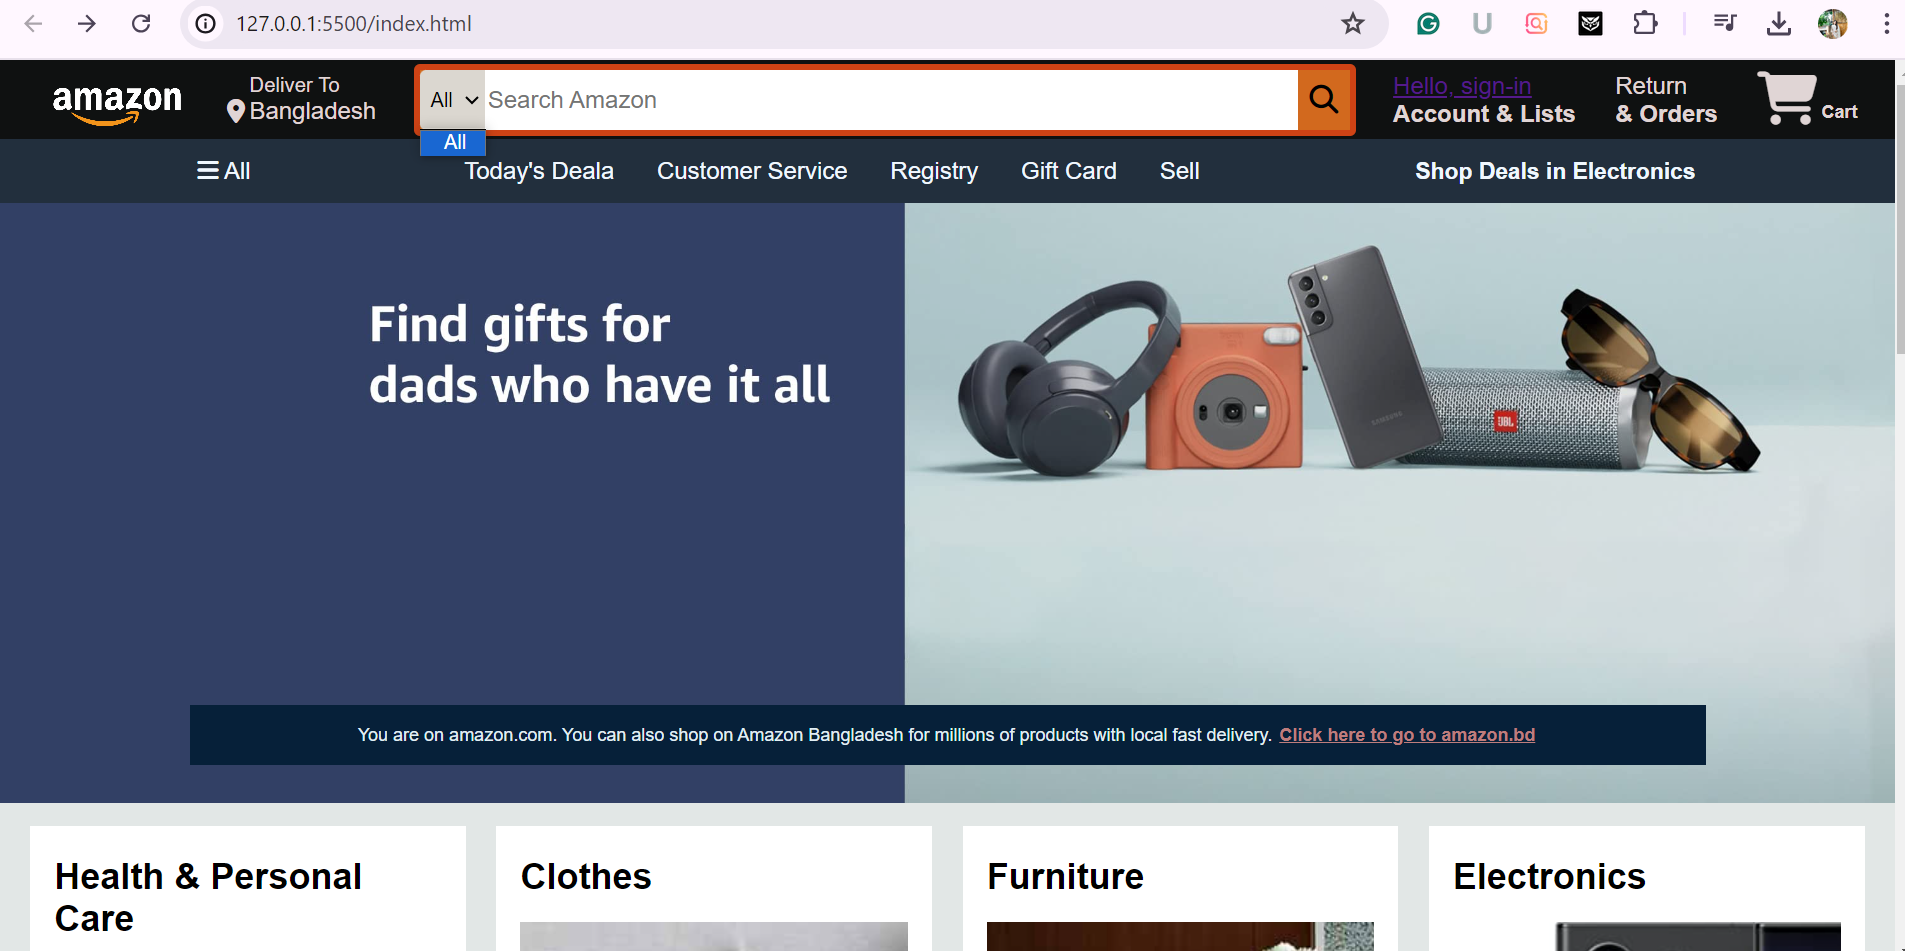 127.0.0.1:5500/index.html
amazon
Deliver To
Bangladesh
All
Search Amazon
Hello, sign-in
Account & Lists
Return
& Orders
Cart
All
All
Today's Deala
Customer Service
Registry
Gift Card
Sell
Shop Deals in Electronics
Find gifts for
dads who have it all
SAMSUNG
JBL
You are on amazon.com. You can also shop on Amazon Bangladesh for millions of products with local fast delivery. Click here to go to amazon.bd
Health & Personal
Care
Clothes
Furniture
Electronics